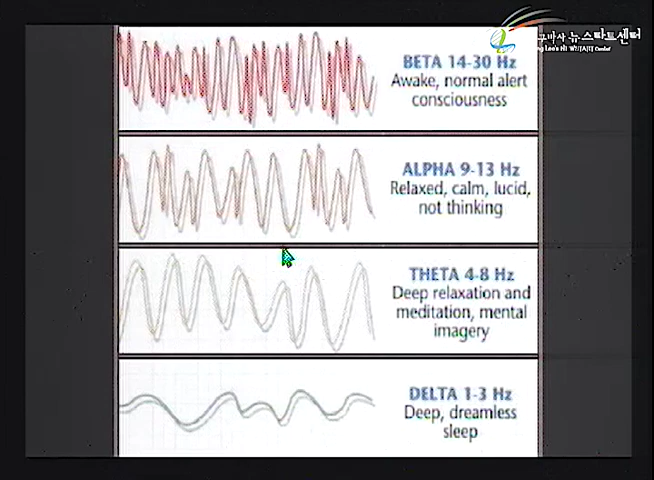 뉴스타트센터
BETA 14-30 Hz
Awake, normal alert
consciousness
ALPHA 9-13 Hz
Relaxed, calm, lucid,
not thinking
THETA 4-8 Hz
Deep relaxation and
meditation, mental
imagery
DELTA 1-3 Hz
Deep, dreamless
sleep